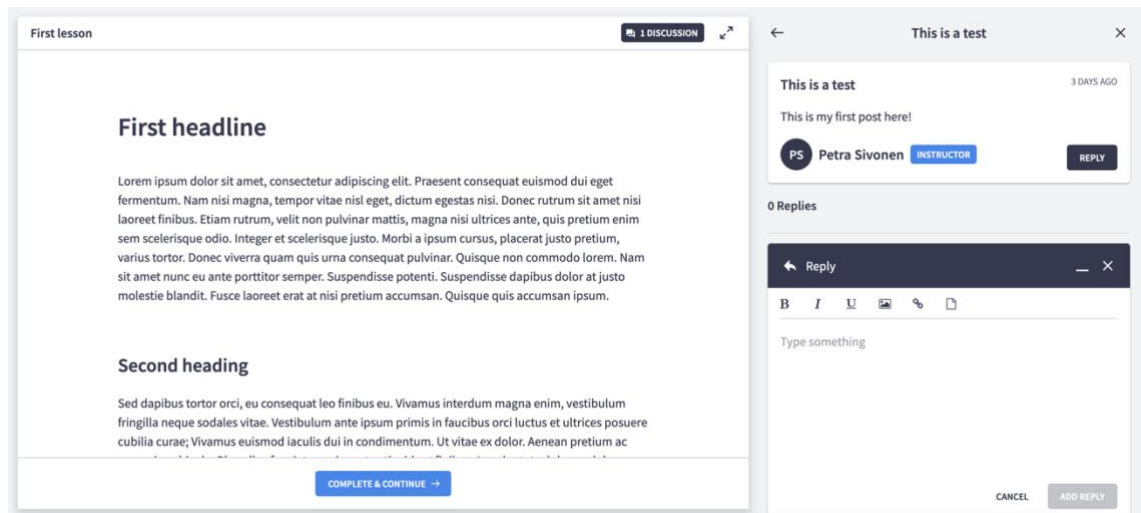 First lesson
1 DISCUSSION
First headline
Lorem ipsum dolor sit amet, consectetur adipiscing elit. Praesent consequat euismod dui eget
fermentum. Nam nisi magna, tempor vitae nisl eget, dictum egestas nisi. Donec rutrum sit amet nisi
laoreet finibus. Etiam rutrum, velit non pulvinar mattis, magna nisi ultrices ante, quis pretium enim
sem scelerisque odio. Integer et scelerisque justo. Morbi a ipsum cursus, placerat justo pretium,
varius tortor. Donec viverra quam quis urna consequat pulvinar. Quisque non commodo lorem. Nam
sit amet nunc eu ante porttitor semper. Suspendisse potenti. Suspendisse dapibus dolor at justo
molestie blandit. Fusce laoreet erat at nisi pretium accumsan. Quisque quis accumsan ipsum.
Second heading
Sed dapibus tortor orci, eu consequat leo finibus eu. Vivamus interdum magna enim, vestibulum
fringilla neque sodales vitae. Vestibulum ante ipsum primis in faucibus orci luctus et ultrices posuere
cubilia curae; Vivamus euismod iaculis dui in condimentum. Ut vitae ex dolor. Aenean pretium ac
COMPLETE & CONTINUE →
This is a test
This is a test
3 DAYS AGO
This is my first post here!
PS Petra Sivonen INSTRUCTOR
REPLY
0 Replies
Reply
B I U
Type something
CANCEL ADD REPLY